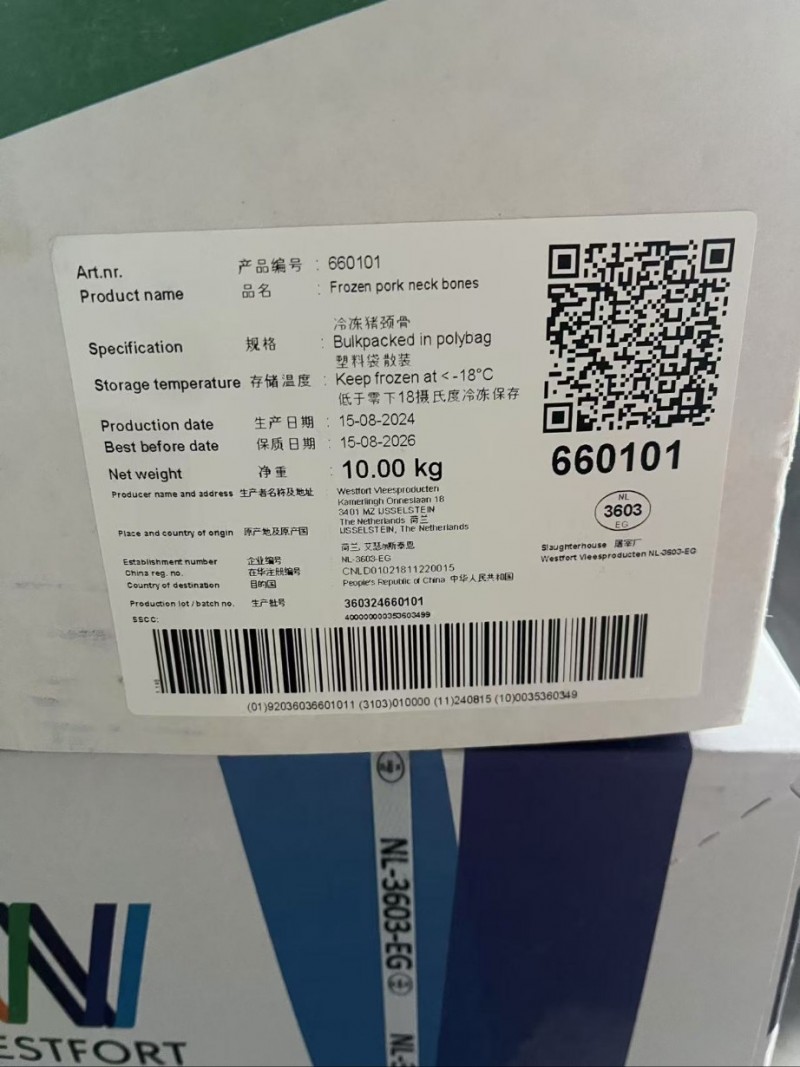 Art.nr. 产品编号 : 660101
Product name 品名 : Frozen pork neck bones
冷冻猪颈骨
Specification 规格 : Bulkpacked in polybag
塑料袋散装
Storage temperature 存储温度 : Keep frozen at < -18°C
低于零下18摄氏度冷冻保存
Production date 生产日期 : 15-08-2024
Best before date 保质日期 : 15-08-2026
Net weight 净重 : 10.00 kg
Producer name and address 生产者名称及地址 Westfort Vleesproducten
Kamerlingh Onneslaan 18
3401 MZ IJSSELSTEIN
The Netherlands 荷兰
Place and country of origin 原产地及原产国 IJSSELSTEIN, The Netherlands
荷兰, 艾瑟尔斯泰恩
Establishment number 企业编号 NL-3603-EG
China reg. no. 在华注册编号 CNLD01021811220015
Country of destination 目的国 People's Republic of China 中华人民共和国
Production lot / batch no. 生产批号 360324660101
SSCC: 400000000353603499
(01)92036036601011 (3103)010000 (11)240815 (10)0035360349
660101
NL
3603
EG
Slaughterhouse 屠宰厂
Westfort Vleesproducten NL-3603-EG
NL-3603-EG
NL-3
ESTFORT